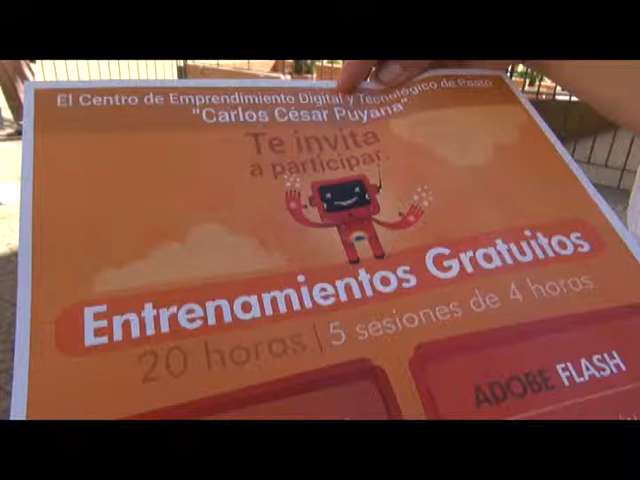 El Centro de Emprendimiento Digital y Tecnológico de Pasto
"Carlos César Puyana"
Te invita
a participar
Entrenamientos Gratuitos
20 horas | 5 sesiones de 4 horas
ADOBE FLASH